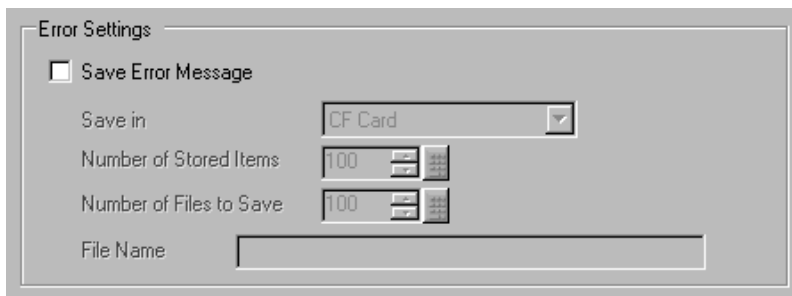 Error Settings
Save Error Message
Save in CF Card
Number of Stored Items 100
Number of Files to Save 100
File Name